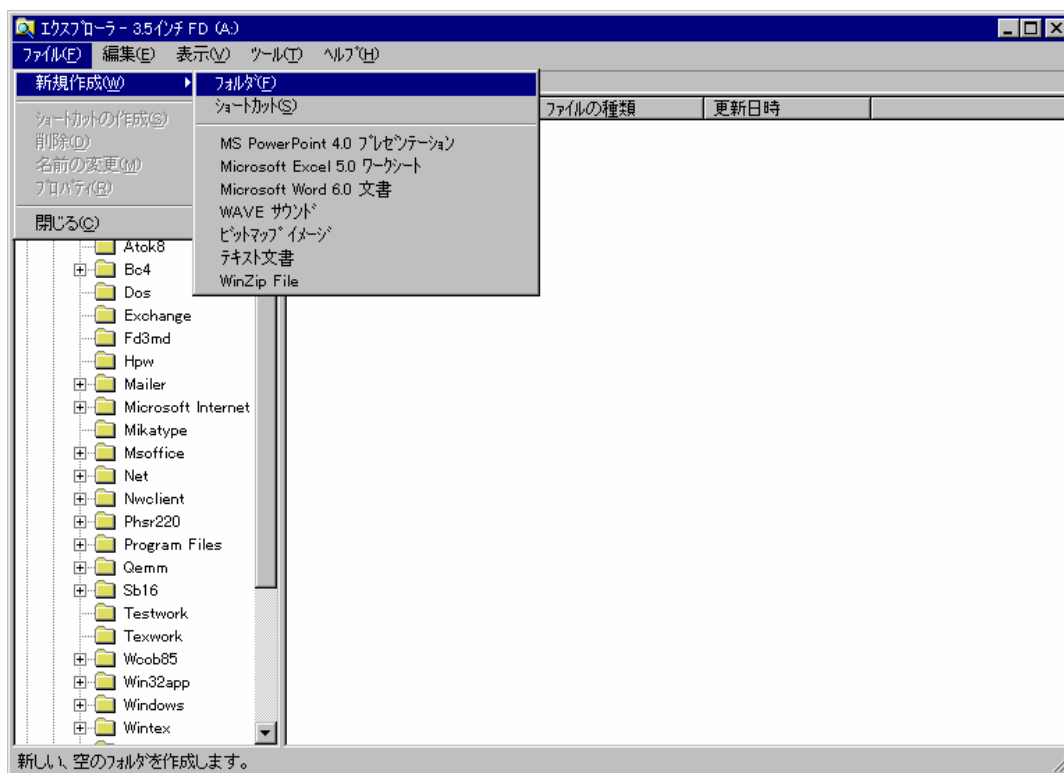 エクスプローラ - 3.5インチ FD (A:)
ファイル(F) 編集(E) 表示(V) ツール(T) ヘルプ(H)
新規作成(W)
ショートカットの作成(S)
削除(D)
名前の変更(M)
プロパティ(R)
閉じる(C)
フォルダ(F)
ショートカット(S)
MS PowerPoint 4.0 プレゼンテーション
Microsoft Excel 5.0 ワークシート
Microsoft Word 6.0 文書
WAVE サウンド
ビットマップ イメージ
テキスト文書
WinZip File
ファイルの種類 更新日時
Atok8
Bc4
Dos
Exchange
Fd3md
Hpw
Mailer
Microsoft Internet
Mikatype
Msoffice
Net
Nwclient
Phsr220
Program Files
Qemm
Sb16
Testwork
Texwork
Wcob85
Win32app
Windows
Wintex
新しい、空のフォルダを作成します。